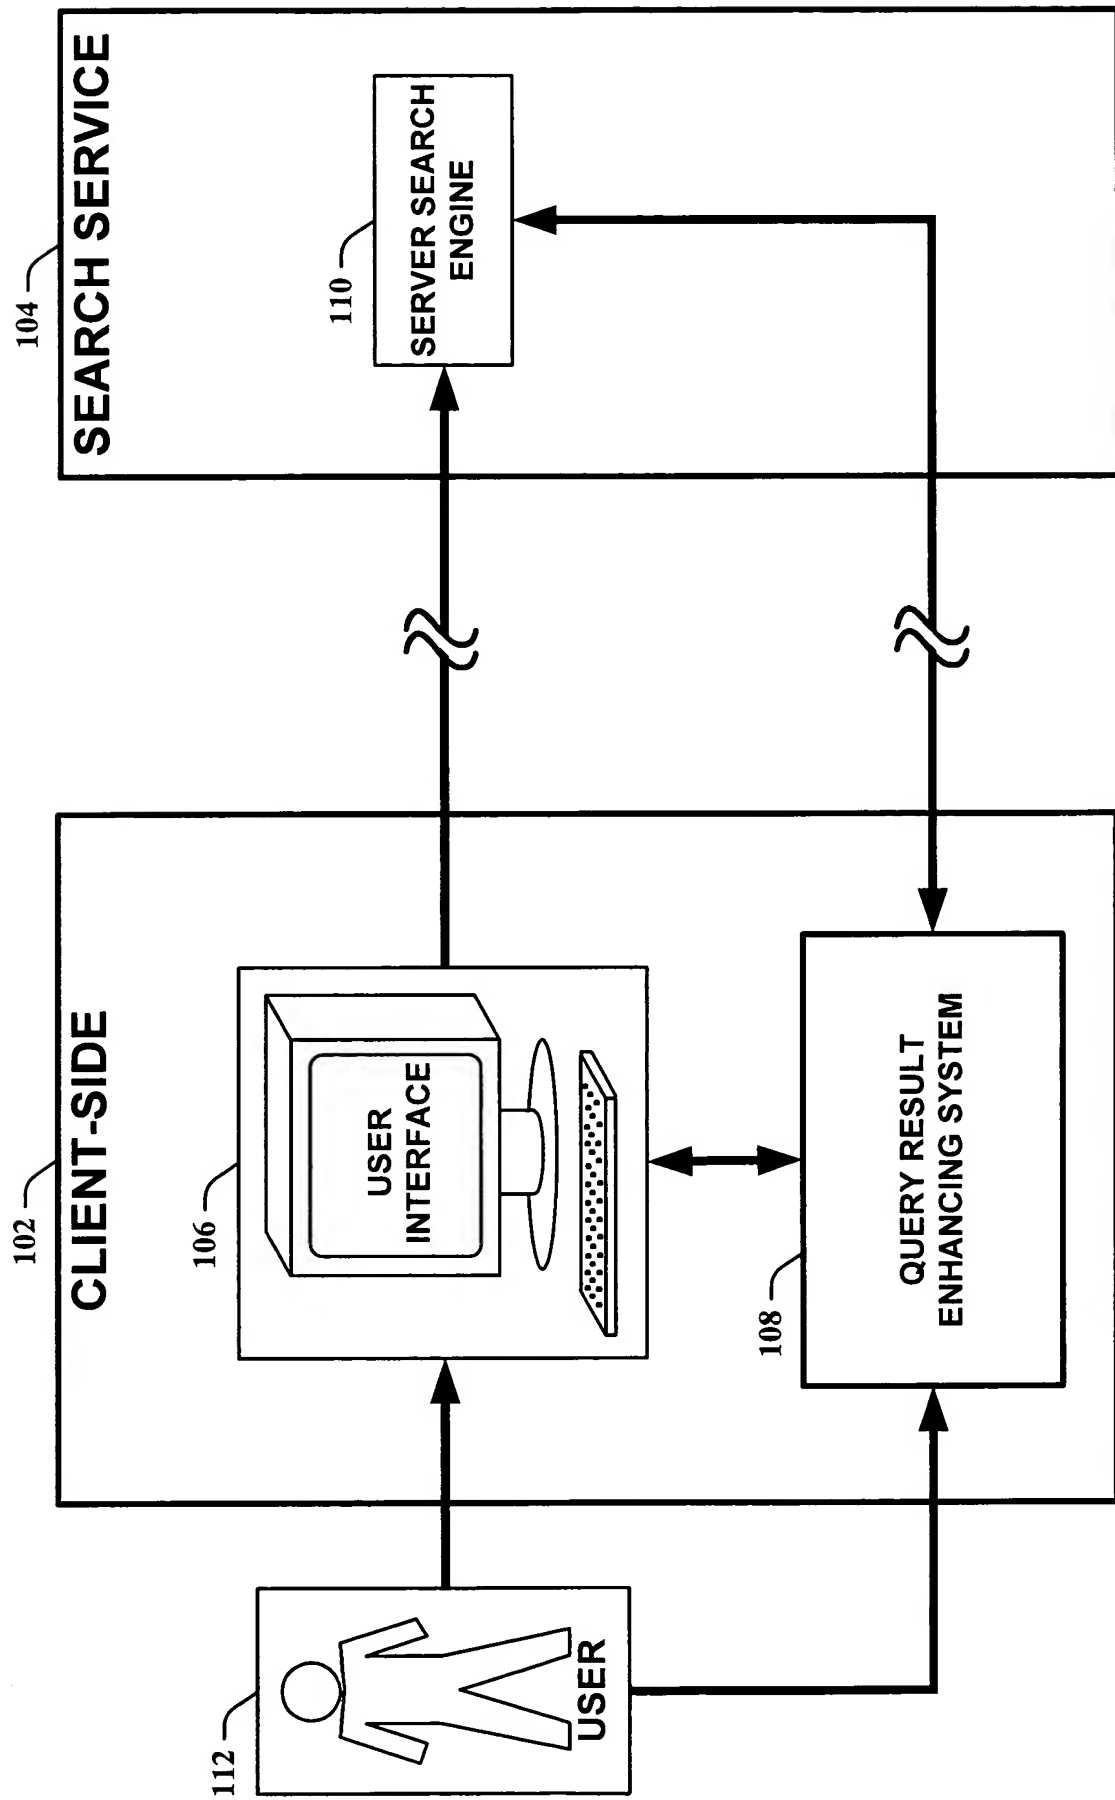 102
CLIENT-SIDE
104
SEARCH SERVICE
112
USER
106
USER
INTERFACE
110
SERVER SEARCH
ENGINE
108
QUERY RESULT
ENHANCING SYSTEM